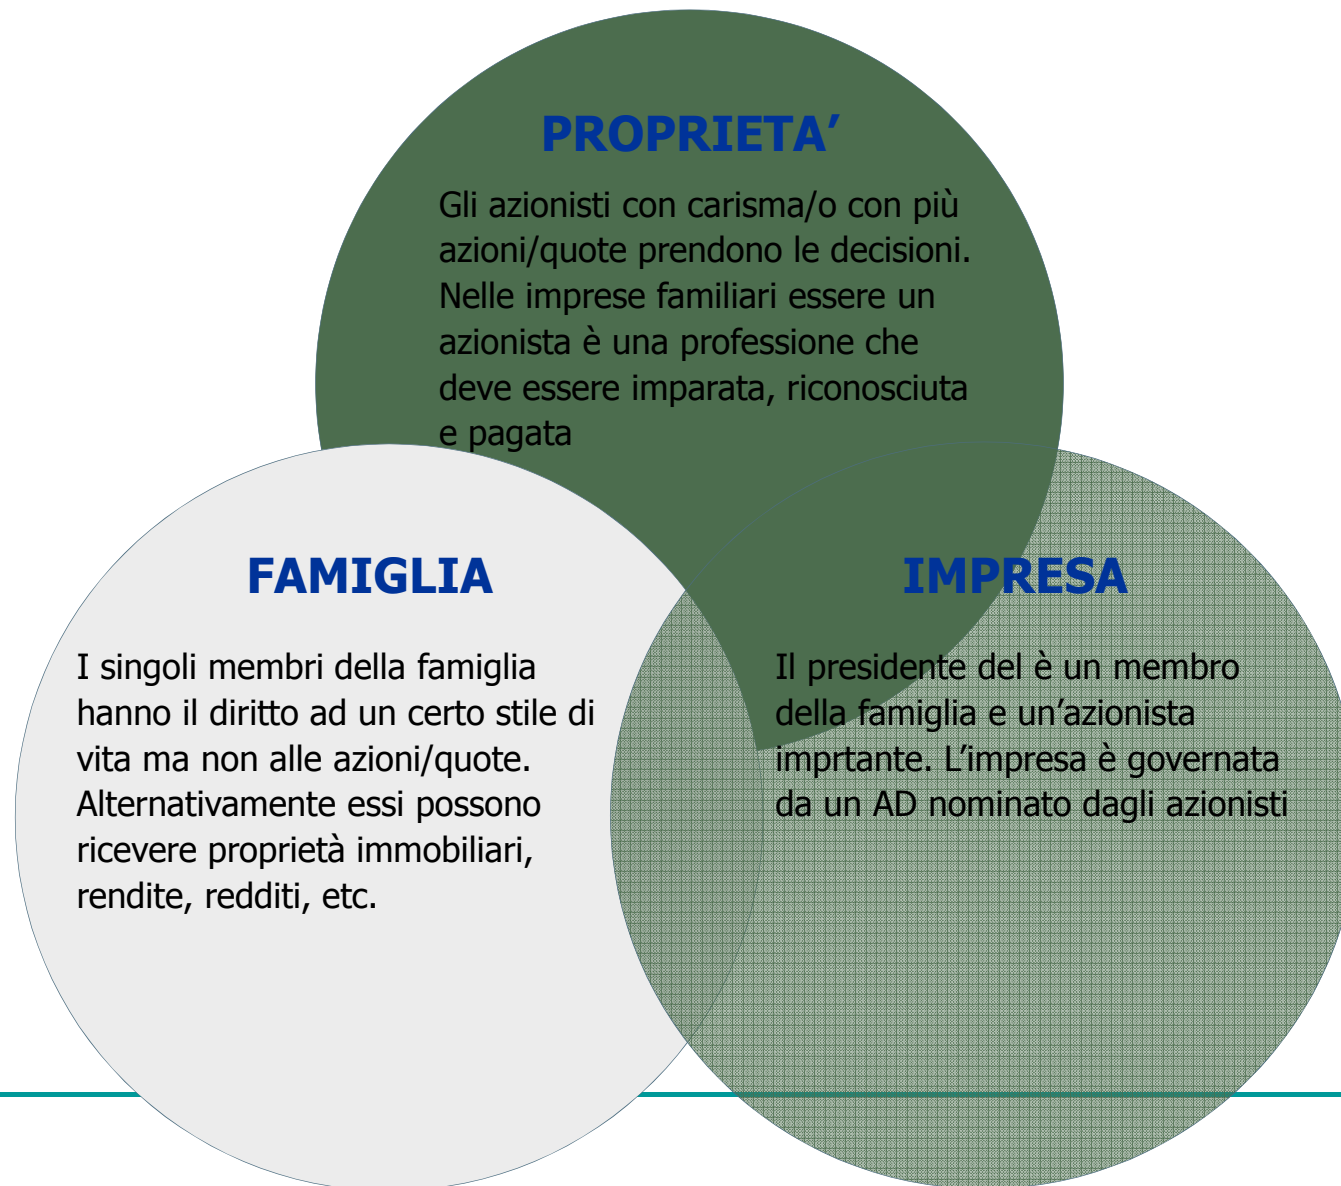 PROPRIETA’
Gli azionisti con carisma/o con più
azioni/quote prendono le decisioni.
Nelle imprese familiari essere un
azionista è una professione che
deve essere imparata, riconosciuta
e pagata
FAMIGLIA
I singoli membri della famiglia
hanno il diritto ad un certo stile di
vita ma non alle azioni/quote.
Alternativamente essi possono
ricevere proprietà immobiliari,
rendite, redditi, etc.
IMPRESA
Il presidente del è un membro
della famiglia e un’azionista
imprtante. L’impresa è governata
da un AD nominato dagli azionisti